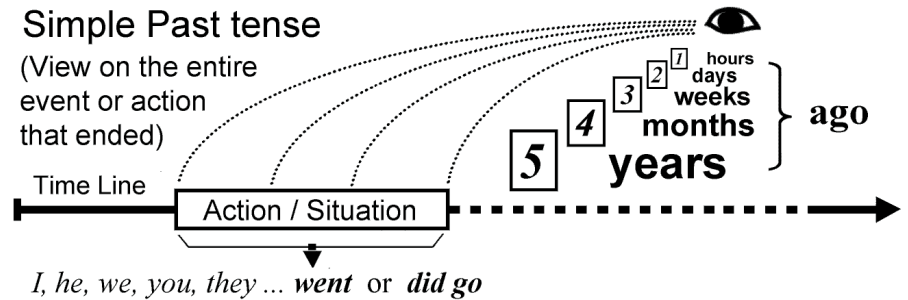 Simple Past tense
(View on the entire
event or action
that ended)
1 hours
2 days
3 weeks
4 months
5 years
ago
Time Line
Action / Situation
I, he, we, you, they ... went or did go